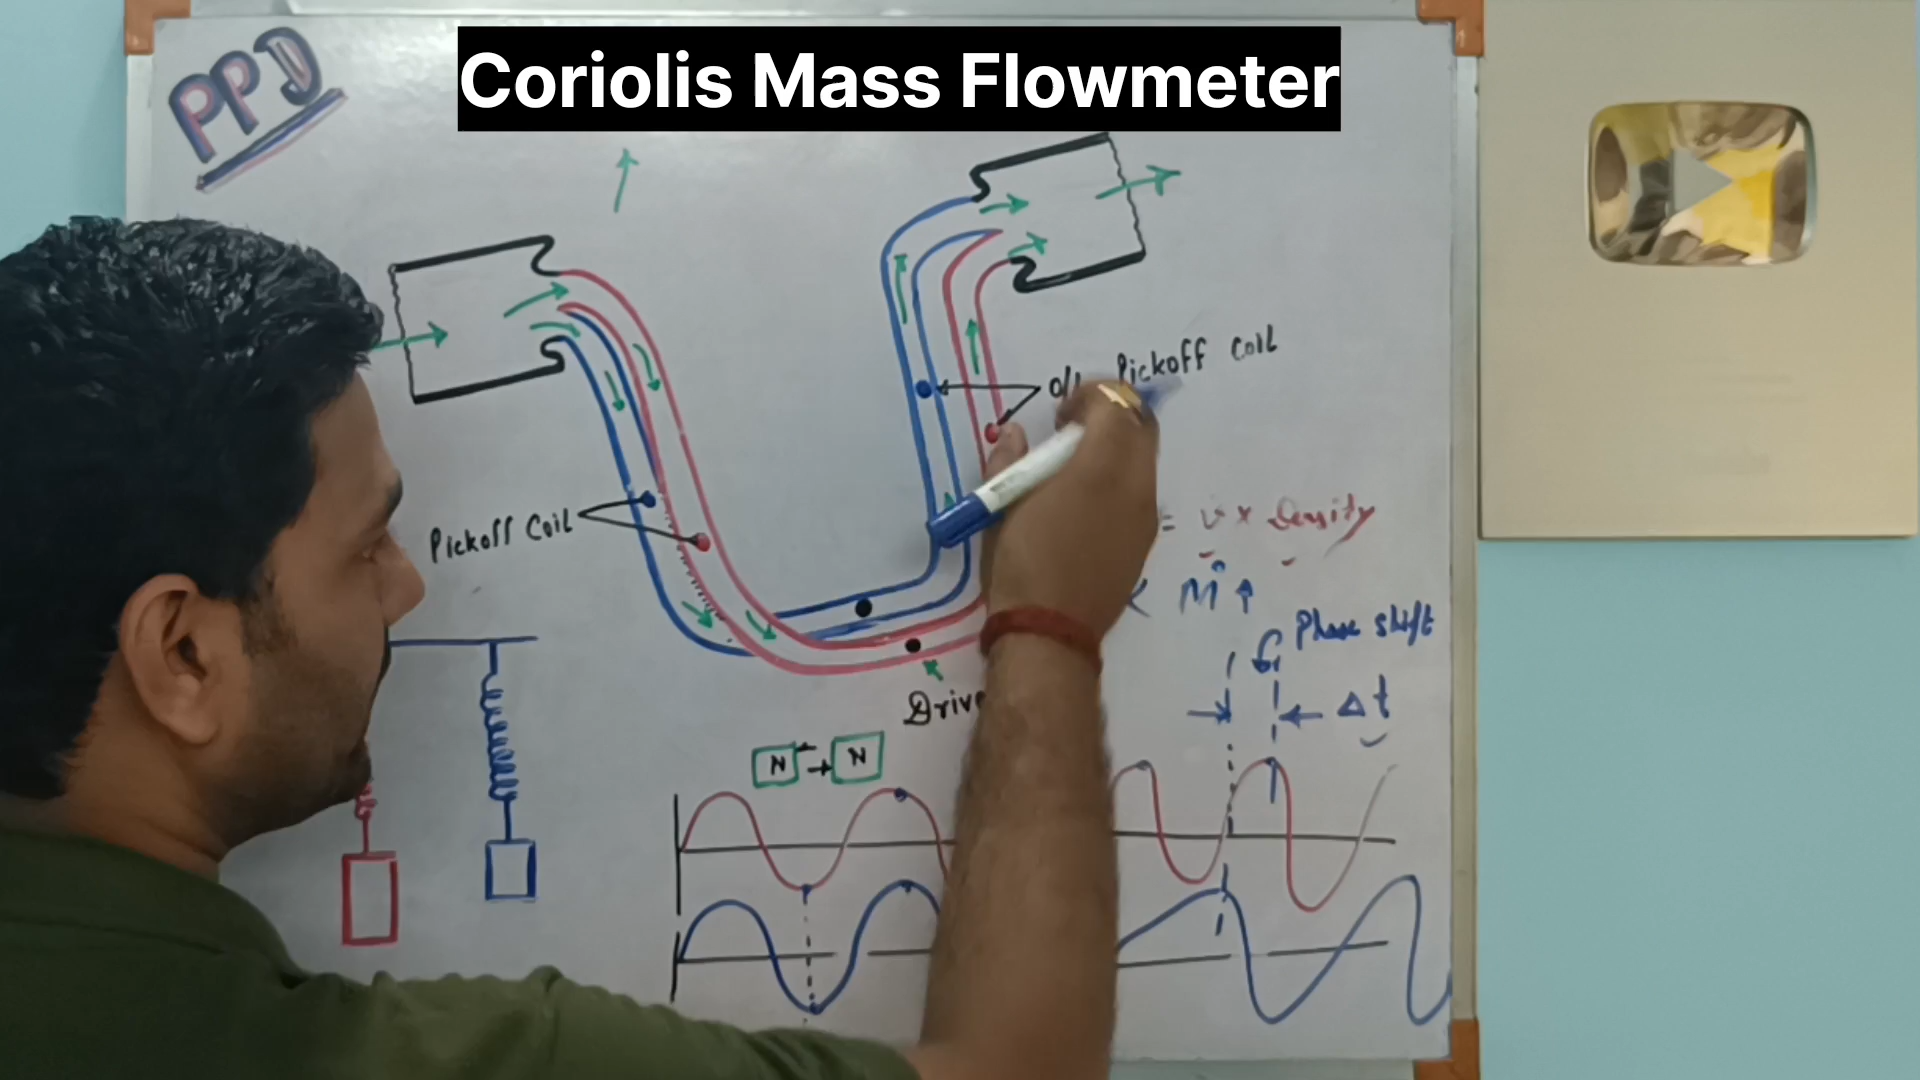 Coriolis Mass Flowmeter
PPD
Pickoff Coil
Pickoff Coil
= v̇ x Density
Ṁ ↑
Phase shift
Δt
Drive
N N